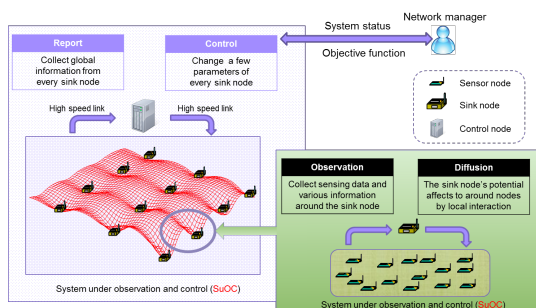 System status
Network manager
Objective function
Report
Control
Collect global
information from
every sink node
Change a few
parameters of
every sink node
High speed link
High speed link
Sensor node
Sink node
Control node
System under observation and control (SuOC)
Observation
Diffusion
Collect sensing data and
various information
around the sink node
The sink node's potential
affects to around nodes
by local interaction
System under observation and control (SuOC)